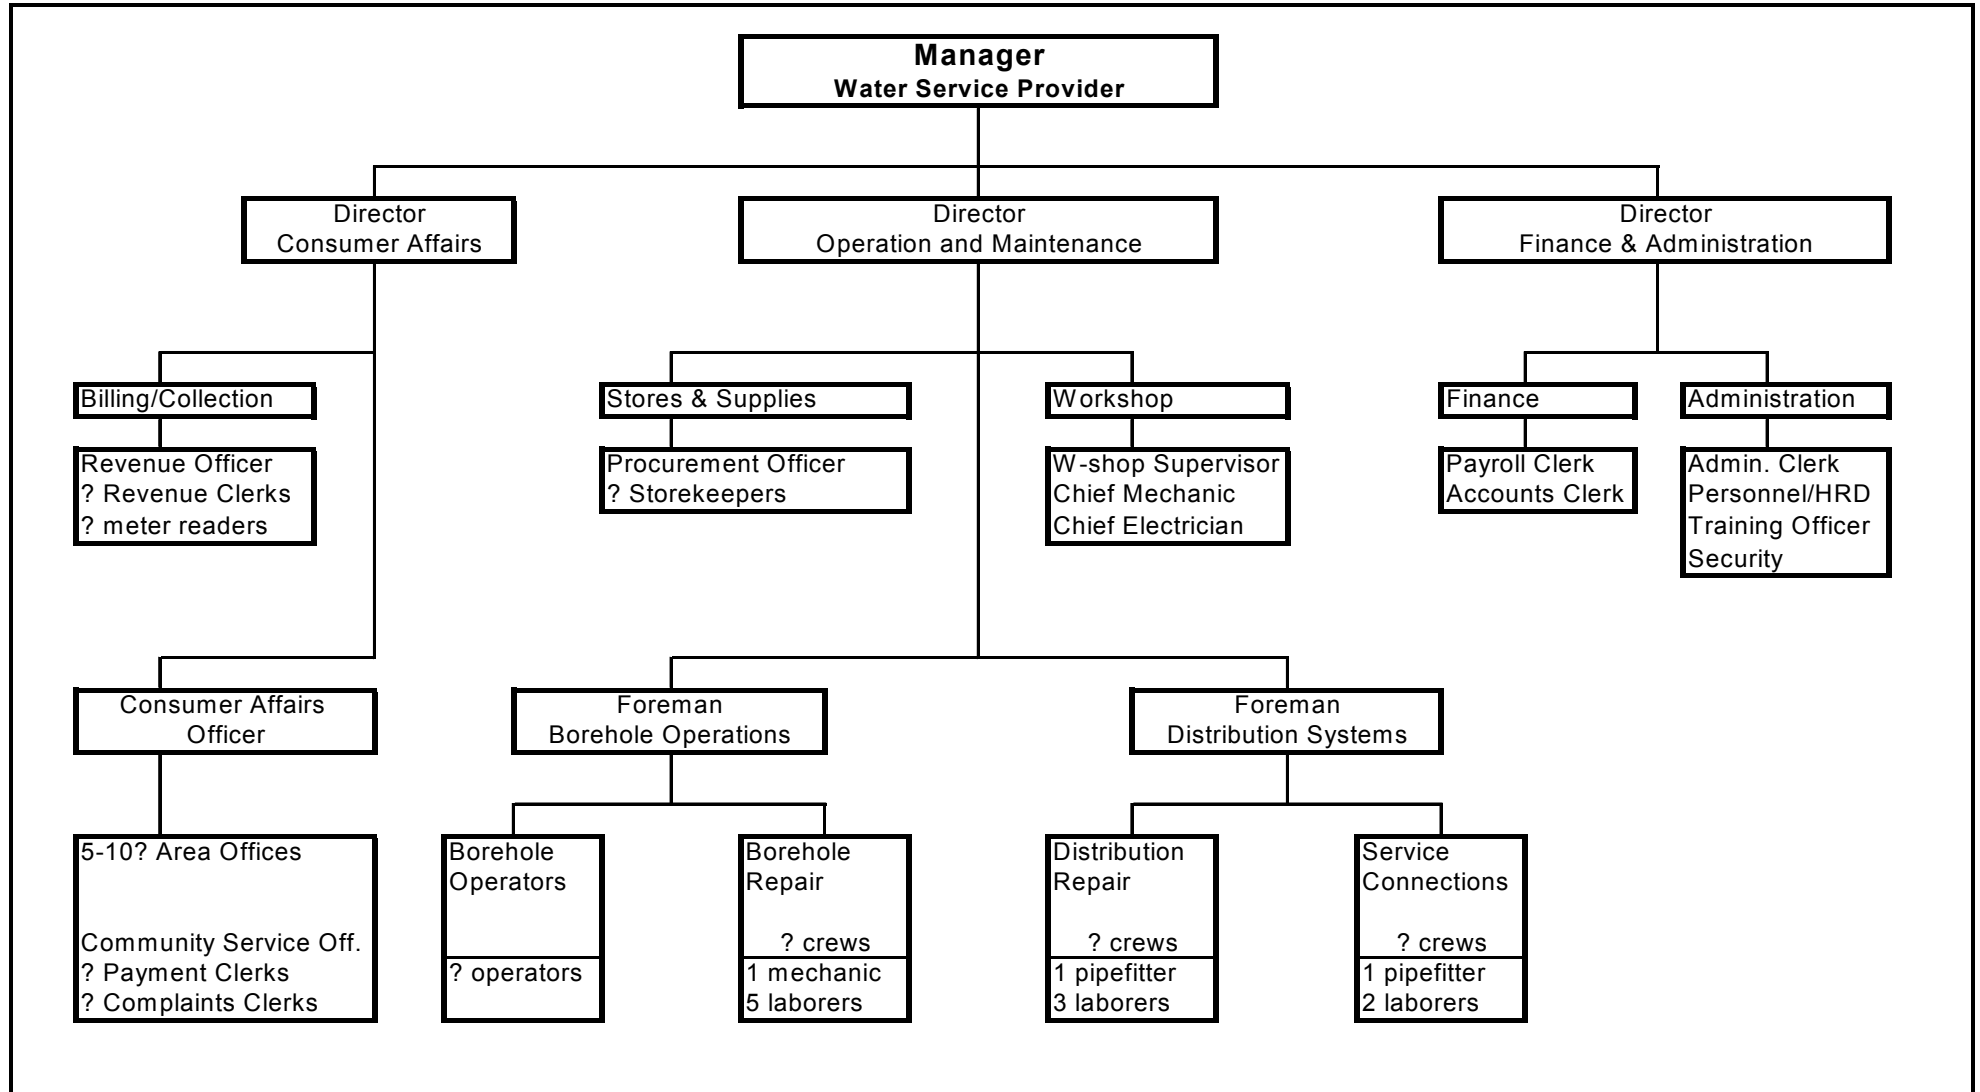 Manager
Water Service Provider
Director
Consumer Affairs
Director
Operation and Maintenance
Director
Finance & Administration
Billing/Collection
Revenue Officer
? Revenue Clerks
? meter readers
Stores & Supplies
Procurement Officer
? Storekeepers
Workshop
W-shop Supervisor
Chief Mechanic
Chief Electrician
Finance
Payroll Clerk
Accounts Clerk
Administration
Admin. Clerk
Personnel/HRD
Training Officer
Security
Consumer Affairs
Officer
Foreman
Borehole Operations
Foreman
Distribution Systems
5-10? Area Offices
Community Service Off.
? Payment Clerks
? Complaints Clerks
Borehole
Operators
? operators
Borehole
Repair
? crews
1 mechanic
5 laborers
Distribution
Repair
? crews
1 pipefitter
3 laborers
Service
Connections
? crews
1 pipefitter
2 laborers